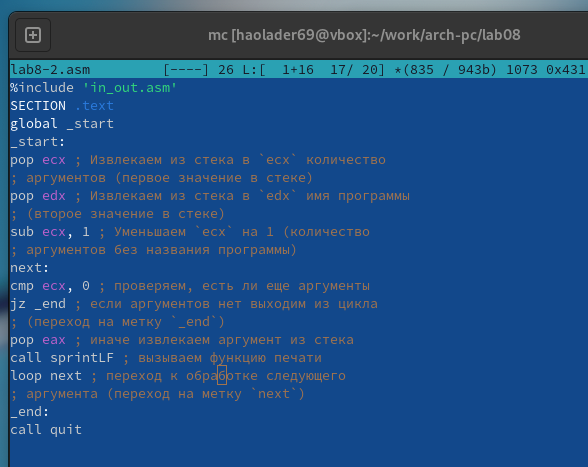 mc [haolader69@vbox]:~/work/arch-pc/lab08
lab8-2.asm [----] 26 L:[ 1+16 17/ 20] *(835 / 943b) 1073 0x431
%include 'in_out.asm'
SECTION .text
global _start
_start:
pop ecx ; Извлекаем из стека в `ecx` количество
; аргументов (первое значение в стеке)
pop edx ; Извлекаем из стека в `edx` имя программы
; (второе значение в стеке)
sub ecx, 1 ; Уменьшаем `ecx` на 1 (количество
; аргументов без названия программы)
next:
cmp ecx, 0 ; проверяем, есть ли еще аргументы
jz _end ; если аргументов нет выходим из цикла
; (переход на метку `_end`)
pop eax ; иначе извлекаем аргумент из стека
call sprintLF ; вызываем функцию печати
loop next ; переход к обработке следующего
; аргумента (переход на метку `next`)
_end:
call quit